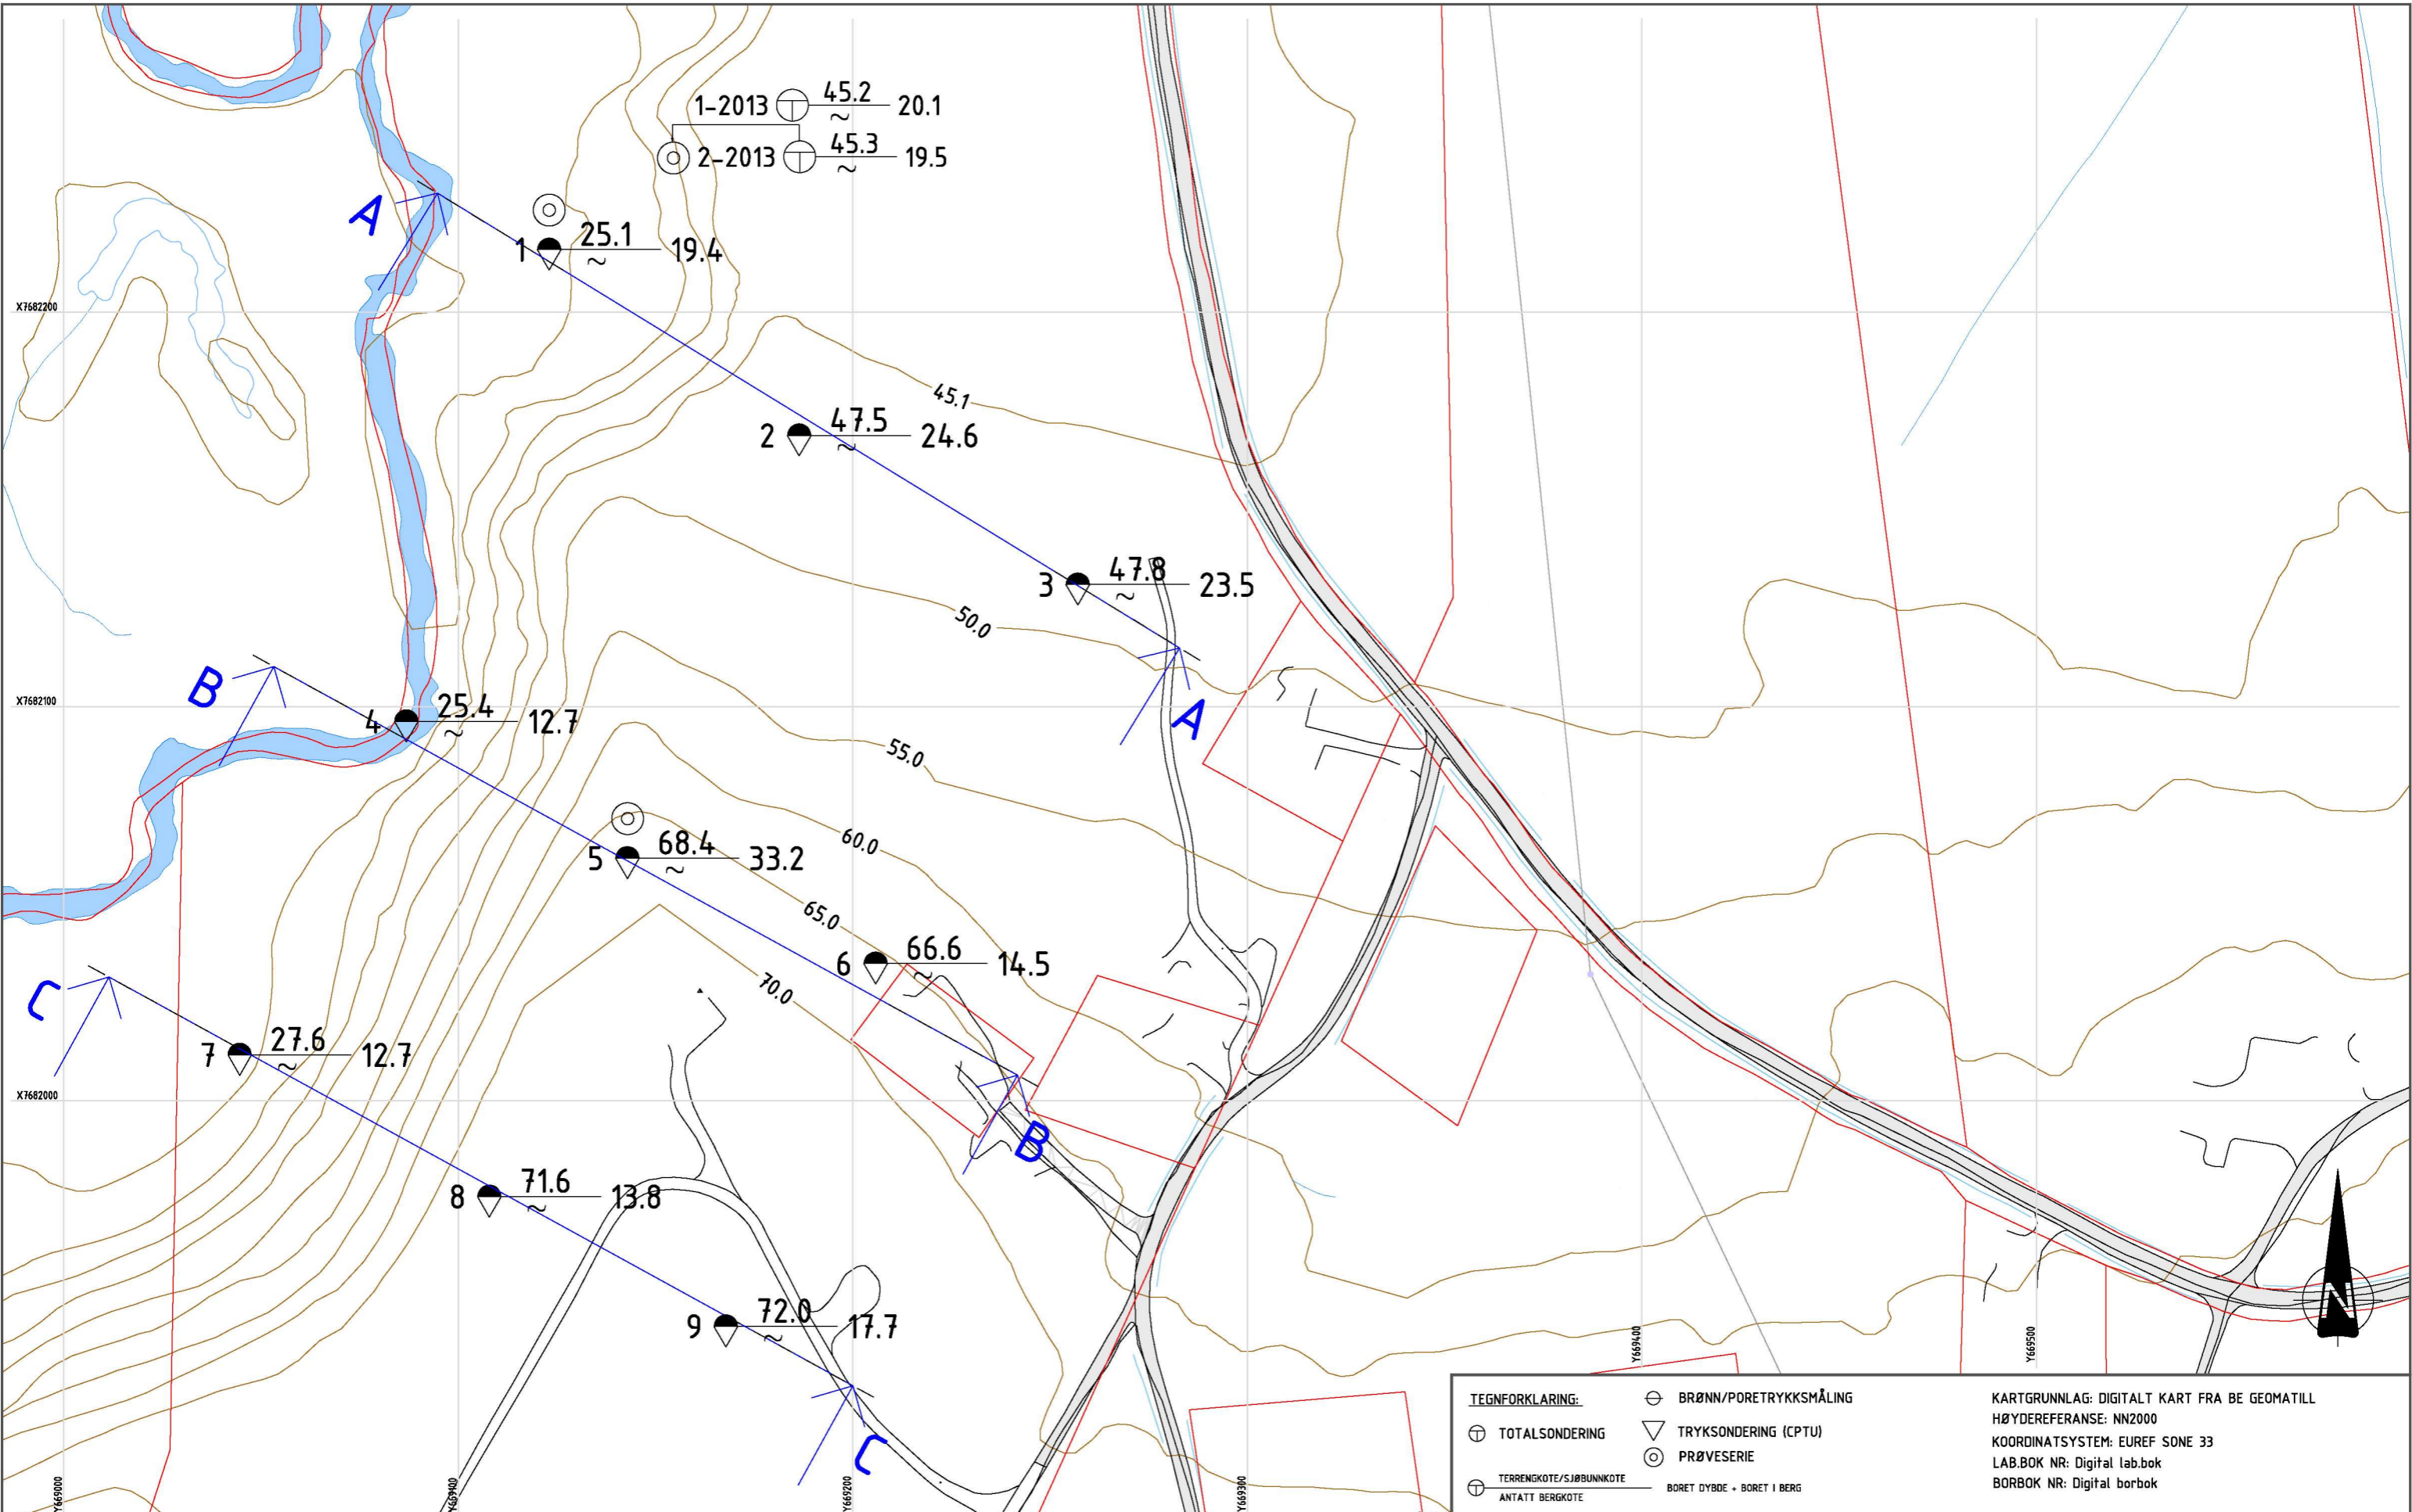 1-2013 45.2 20.1
~
2-2013 45.3 19.5
~
A
1 25.1 19.4
~
X7682200
45.1
2 47.5 24.6
~
3 47.8 23.5
~
50.0
B
X7682100
4 25.4 12.7
~
A
55.0
60.0
5 68.4 33.2
~
65.0
6 66.6 14.5
~
70.0
C
7 27.6 12.7
~
X7682000
B
8 71.6 13.8
~
9 72.0 17.7
~
C
N
Y669000
Y669100
Y669200
Y669300
Y669400
Y669500
TEGNFORKLARING:
TOTALSONDERING
BRØNN/PORETRYKKSMÅLING
TRYKSONDERING (CPTU)
PRØVESERIE
TERRENGKOTE/SJØBUNNKOTE
ANTATT BERGKOTE
BORET DYBDE + BORET I BERG
KARTGRUNNLAG: DIGITALT KART FRA BE GEOMATILL
HØYDEREFERANSE: NN2000
KOORDINATSYSTEM: EUREF SONE 33
LAB.BOK NR: Digital lab.bok
BORBOK NR: Digital borbok